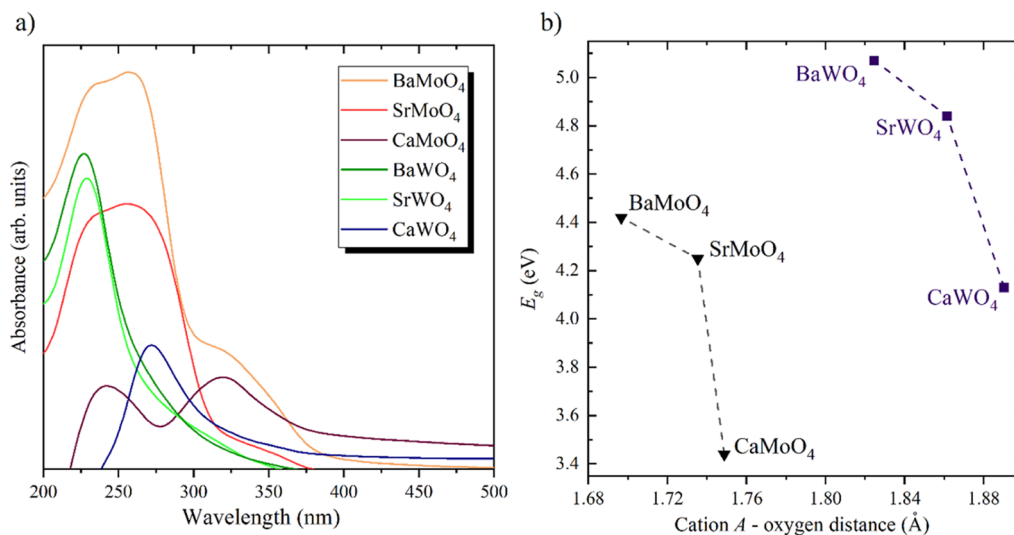 a)
Absorbance (arb. units)
BaMoO₄
SrMoO₄
CaMoO₄
BaWO₄
SrWO₄
CaWO₄
200 250 300 350 400 450 500
Wavelength (nm)
b)
E_g (eV)
5.0
4.8
4.6
4.4
4.2
4.0
3.8
3.6
3.4
BaWO₄
SrWO₄
BaMoO₄
SrMoO₄
CaWO₄
CaMoO₄
1.68 1.72 1.76 1.80 1.84 1.88
Cation A - oxygen distance (Å)